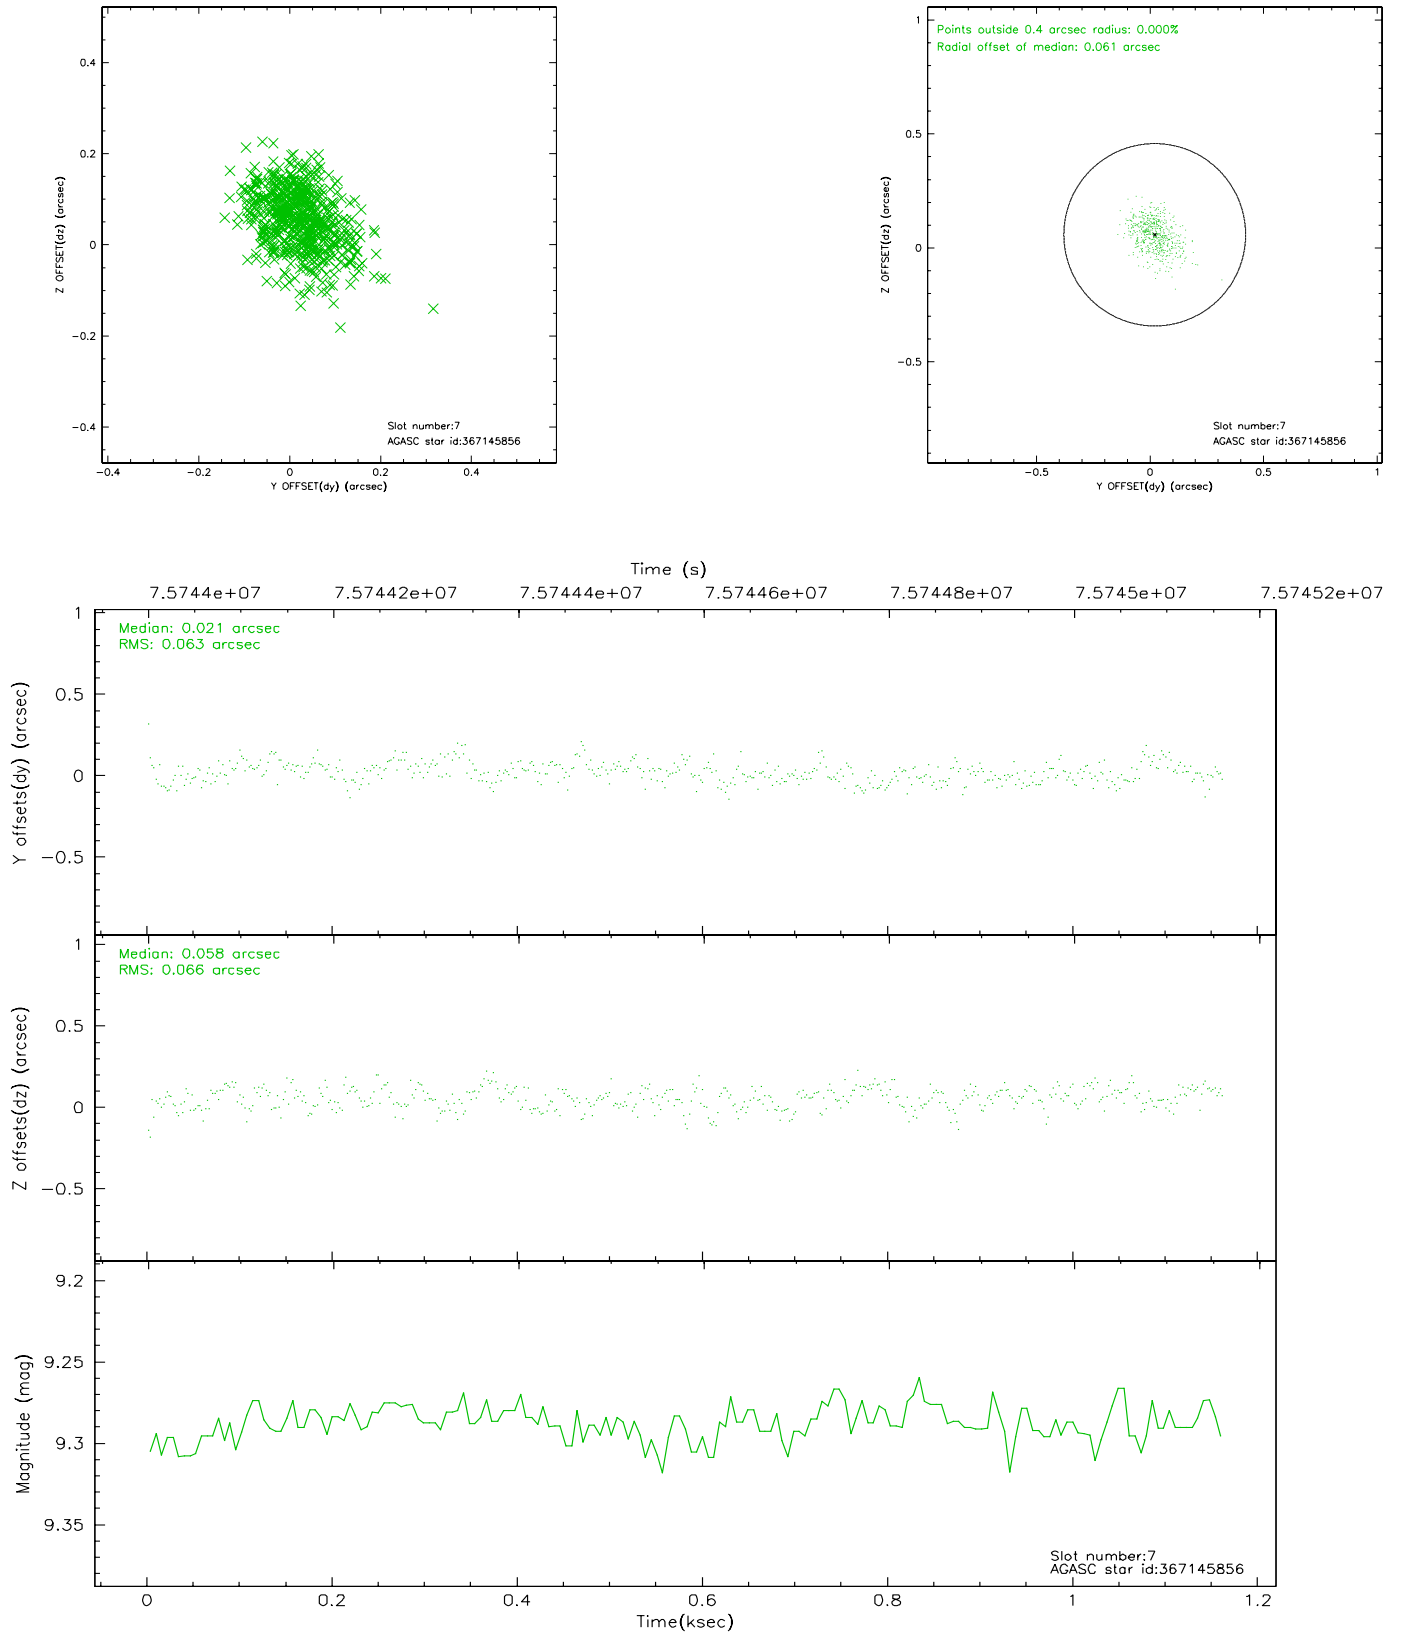 0.4
0.2
0
−0.2
−0.4
Z OFFSET(dz) (arcsec)
−0.4
−0.2
0
0.2
0.4
Y OFFSET(dy) (arcsec)
Slot number:7
AGASC star id:367145856
Points outside 0.4 arcsec radius: 0.000%
Radial offset of median: 0.061 arcsec
1
0.5
0
−0.5
Z OFFSET(dz) (arcsec)
−0.5
0
0.5
1
Y OFFSET(dy) (arcsec)
Slot number:7
AGASC star id:367145856
Time (s)
7.5744e+07
7.57442e+07
7.57444e+07
7.57446e+07
7.57448e+07
7.5745e+07
7.57452e+07
Median: 0.021 arcsec
RMS: 0.063 arcsec
1
0.5
0
−0.5
Y offsets(dy) (arcsec)
Median: 0.058 arcsec
RMS: 0.066 arcsec
1
0.5
0
−0.5
Z offsets(dz) (arcsec)
9.2
9.25
9.3
9.35
Magnitude (mag)
Slot number:7
AGASC star id:367145856
0
0.2
0.4
0.6
0.8
1
1.2
Time(ksec)